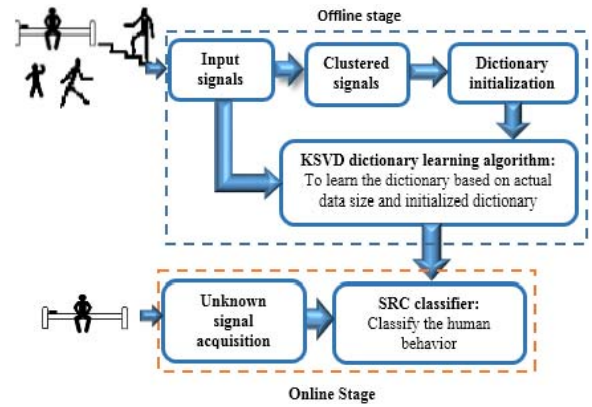 Offline stage
Input
signals
Clustered
signals
Dictionary
initialization
KSVD dictionary learning algorithm:
To learn the dictionary based on actual
data size and initialized dictionary
Unknown
signal
acquisition
SRC classifier:
Classify the human
behavior
Online Stage